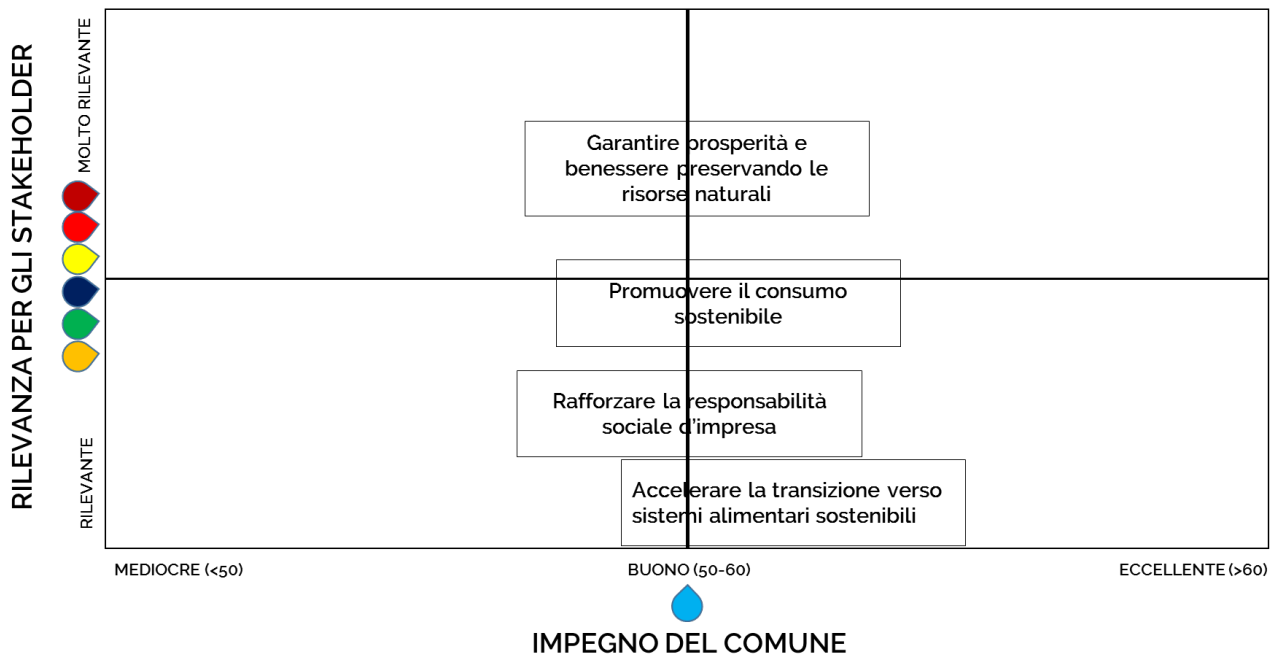 RILEVANZA PER GLI STAKEHOLDER
MOLTO RILEVANTE
RILEVANTE
Garantire prosperità e
benessere preservando le
risorse naturali
Promuovere il consumo
sostenibile
Rafforzare la responsabilità
sociale d'impresa
Accelerare la transizione verso
sistemi alimentari sostenibili
MEDIOCRE (<50)
BUONO (50-60)
ECCELLENTE (>60)
IMPEGNO DEL COMUNE